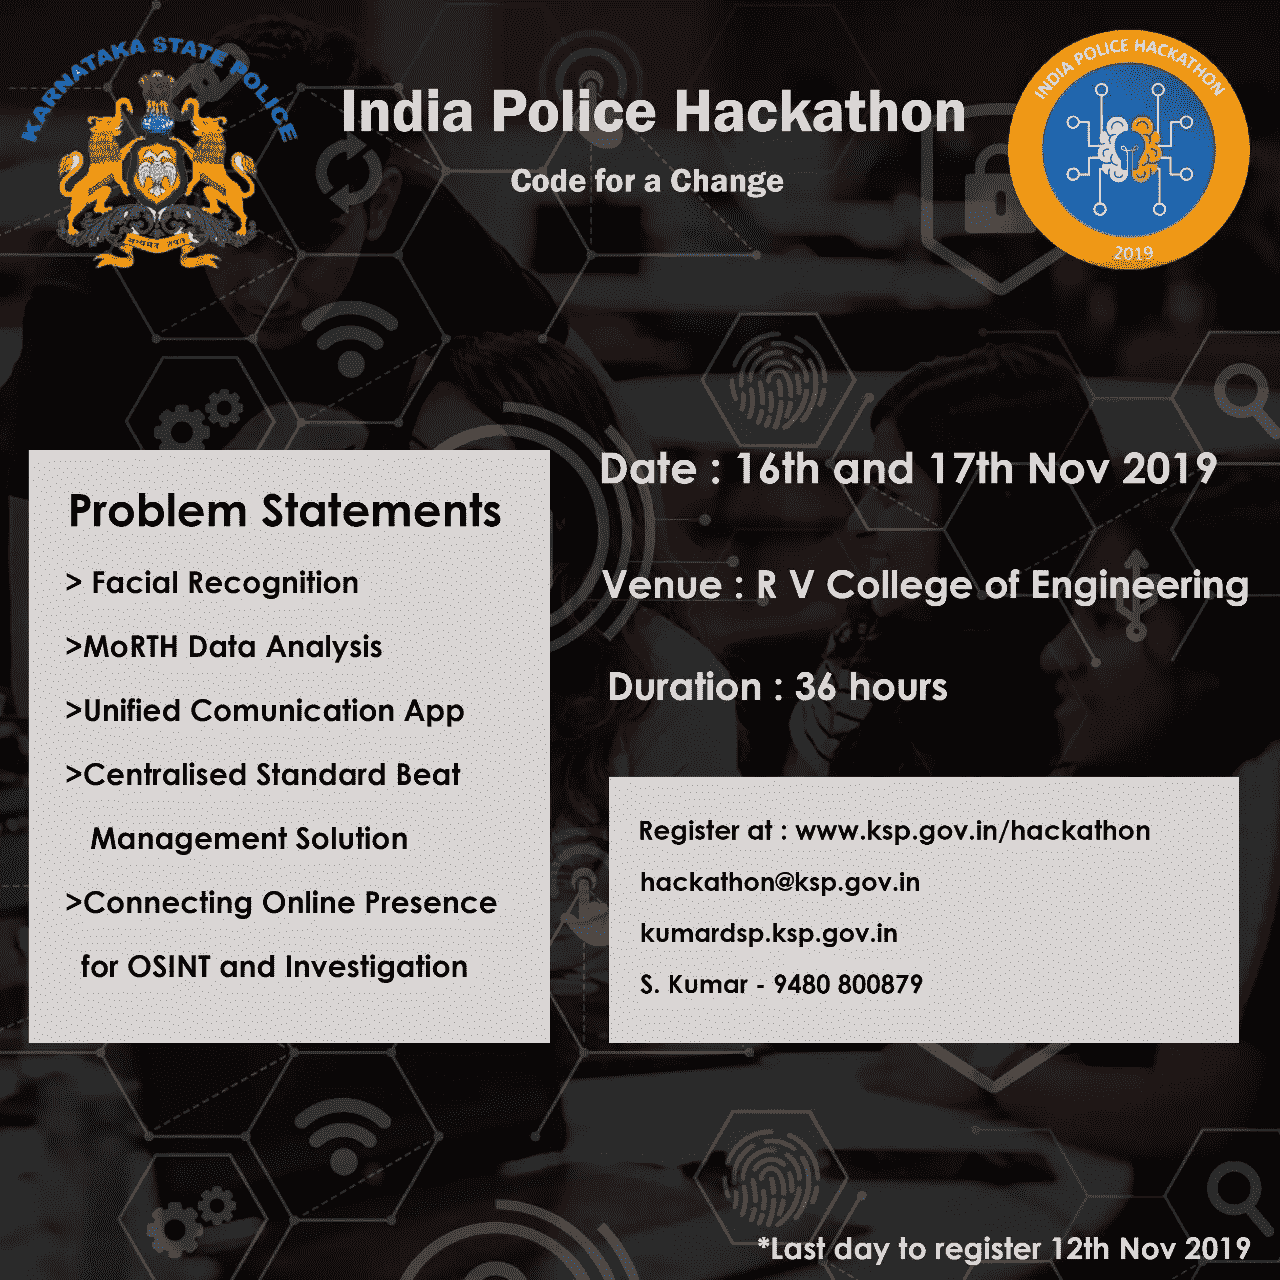 KARNATAKA STATE POLICE
India Police Hackathon
Code for a Change
INDIA POLICE HACKATHON
2019
Problem Statements
> Facial Recognition
>MoRTH Data Analysis
>Unified Comunication App
>Centralised Standard Beat
Management Solution
>Connecting Online Presence
for OSINT and Investigation
Date : 16th and 17th Nov 2019
Venue : R V College of Engineering
Duration : 36 hours
Register at : www.ksp.gov.in/hackathon
hackathon@ksp.gov.in
kumardsp.ksp.gov.in
S. Kumar - 9480 800879
*Last day to register 12th Nov 2019